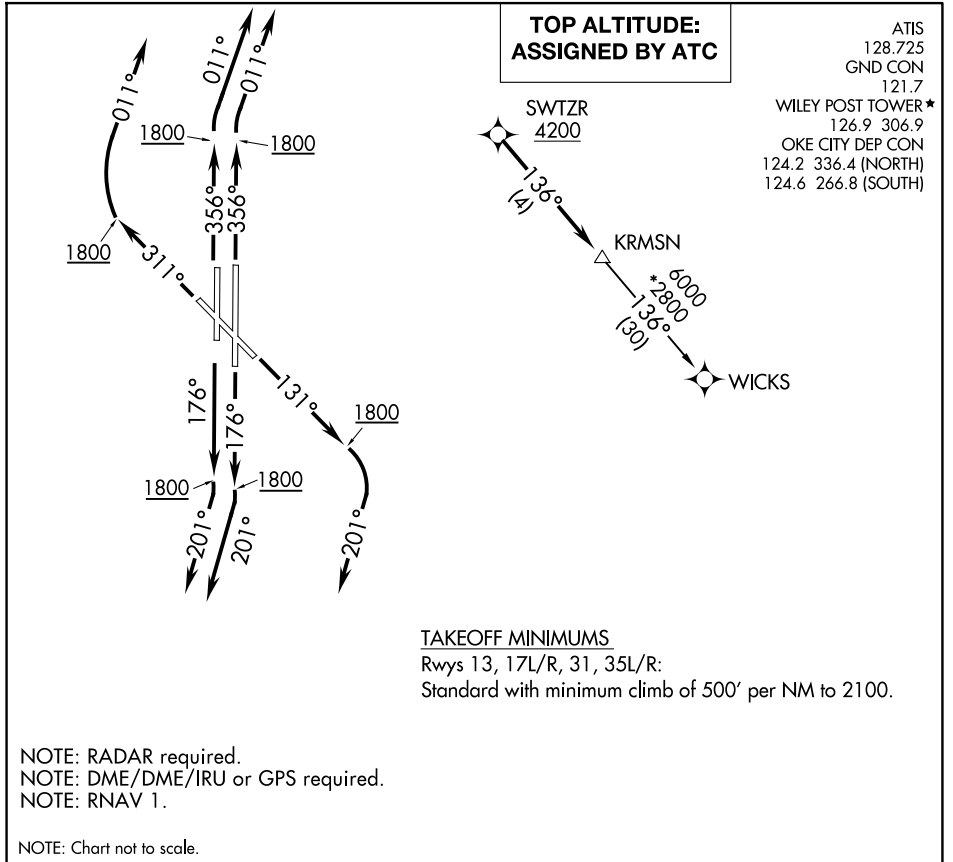 TOP ALTITUDE:
ASSIGNED BY ATC
ATIS
128.725
GND CON
121.7
WILEY POST TOWER★
126.9 306.9
OKE CITY DEP CON
124.2 336.4 (NORTH)
124.6 266.8 (SOUTH)
011°
011°
011°
1800
1800
356°
356°
1800
311°
131°
1800
176°
176°
1800
1800
201°
201°
201°
SWTZR
4200
136°
(4)
KRMSN
6000
*2800
136°
(30)
WICKS
TAKEOFF MINIMUMS
Rwys 13, 17L/R, 31, 35L/R:
Standard with minimum climb of 500' per NM to 2100.
NOTE: RADAR required.
NOTE: DME/DME/IRU or GPS required.
NOTE: RNAV 1.
NOTE: Chart not to scale.